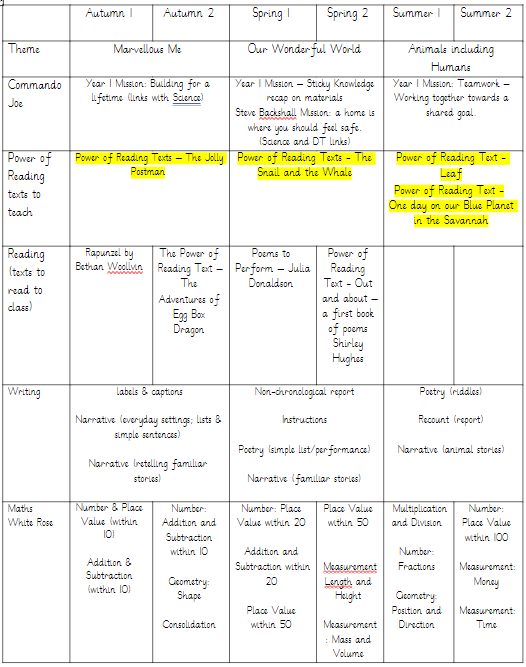 Autumn 1 Autumn 2 Spring 1 Spring 2 Summer 1 Summer 2
Theme Marvellous Me Our Wonderful World Animals including
Humans
Commando
Joe
Year 1 Mission: Building for a
lifetime (links with Science)
Year 1 Mission – Sticky Knowledge
recap on materials
Steve Backshall Mission: a home is
where you should feel safe.
(Science and DT links)
Year 1 Mission: Teamwork –
Working together towards a
shared goal.
Power of
Reading
texts to
teach
Power of Reading Texts – The Jolly
Postman
Power of Reading Texts - The
Snail and the Whale
Power of Reading Text -
Leaf
Power of Reading Text -
One day on our Blue Planet
in the Savannah
Reading
(texts to
read to
class)
Rapunzel by
Bethan Woollvin
The Power of
Reading Text –
The
Adventures of
Egg Box
Dragon
Poems to
Perform – Julia
Donaldson
Power of
Reading
Text - Out
and about –
a first book
of poems
Shirley
Hughes
Writing
labels & captions
Narrative (everyday settings; lists &
simple sentences)
Narrative (retelling familiar
stories)
Non-chronological report
Instructions
Poetry (simple list/performance)
Narrative (familiar stories)
Poetry (riddles)
Recount (report)
Narrative (animal stories)
Maths
White Rose
Number & Place
Value (within
10)
Addition &
Subtraction
(within 10)
Number:
Addition and
Subtraction
within 10
Geometry:
Shape
Consolidation
Number: Place
Value within 20
Addition and
Subtraction within
20
Place Value
within 50
Place Value
within 50
Measurement
Length and
Height
Measurement
: Mass and
Volume
Multiplication
and Division
Number:
Fractions
Geometry:
Position and
Direction
Number:
Place Value
within 100
Measurement:
Money
Measurement:
Time